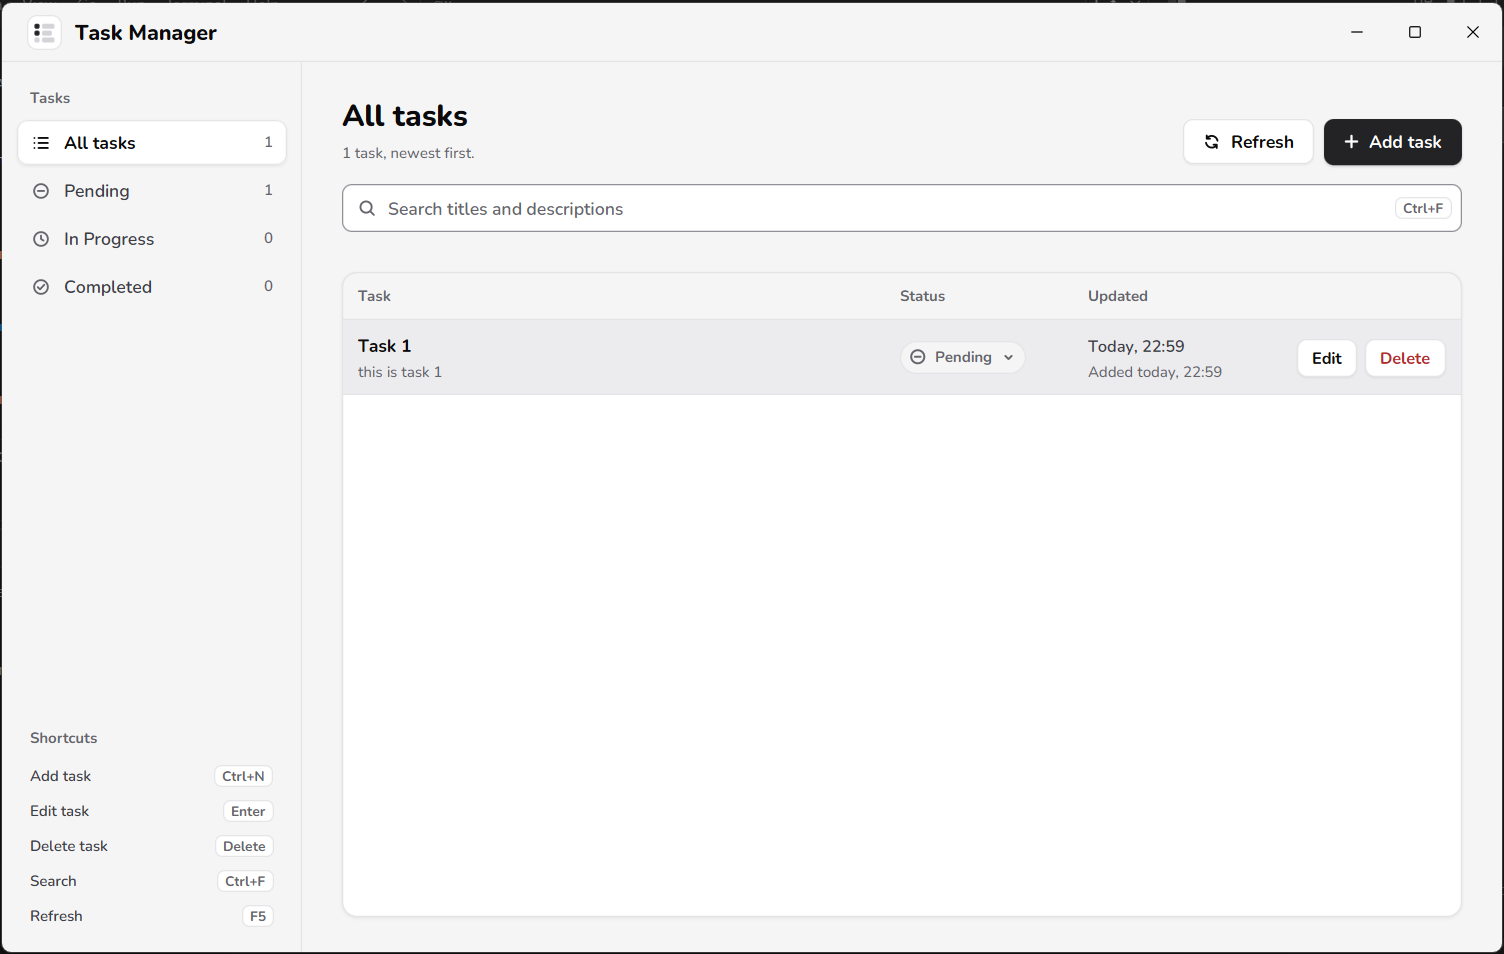 Task Manager
Tasks
All tasks 1
Pending 1
In Progress 0
Completed 0
Shortcuts
Add task Ctrl+N
Edit task Enter
Delete task Delete
Search Ctrl+F
Refresh F5
All tasks
1 task, newest first.
Refresh
Add task
Search titles and descriptions Ctrl+F
Task Status Updated
Task 1 Pending Today, 22:59 Edit Delete
this is task 1 Added today, 22:59